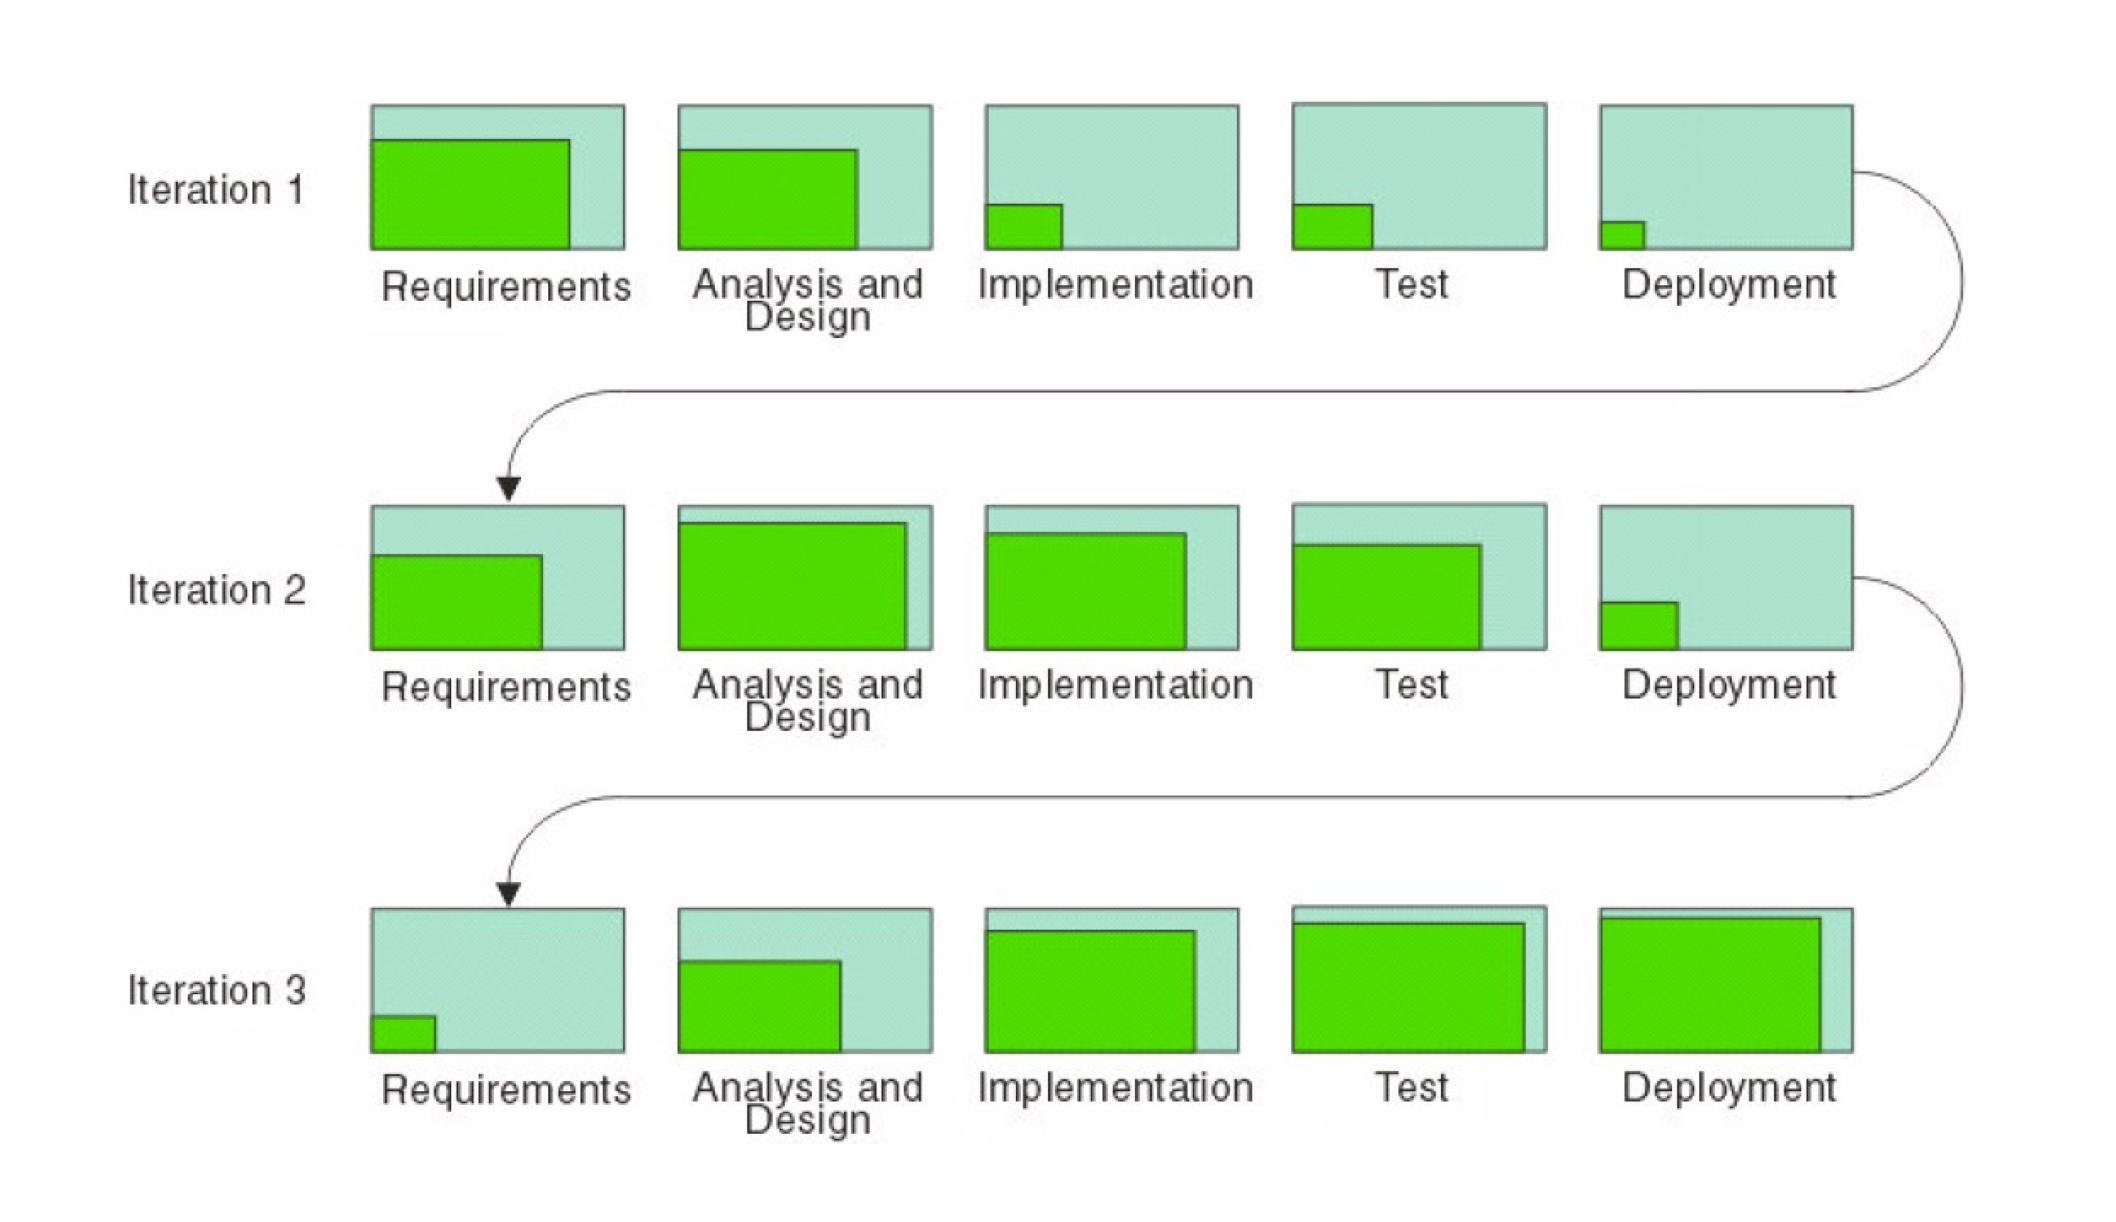 Iteration 1
Requirements
Analysis and
Design
Implementation
Test
Deployment
Iteration 2
Requirements
Analysis and
Design
Implementation
Test
Deployment
Iteration 3
Requirements
Analysis and
Design
Implementation
Test
Deployment